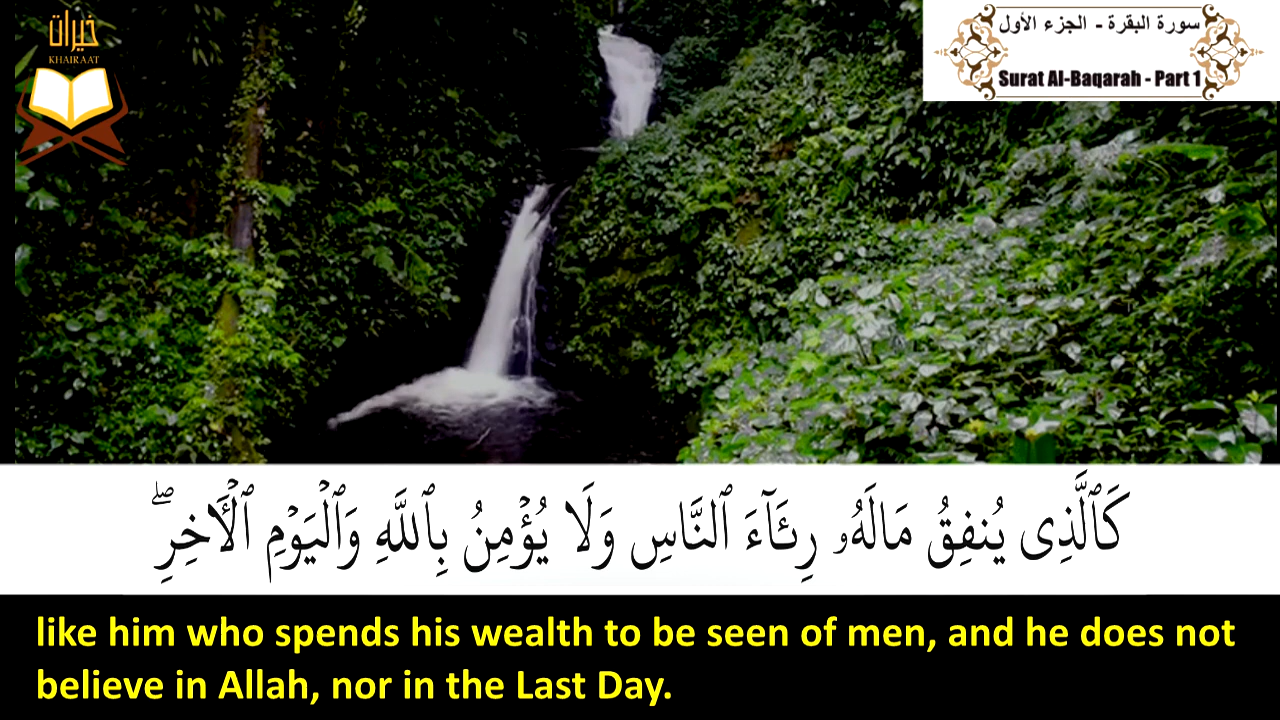 خيرات
KHAIRAAT
سورة البقرة - الجزء الأول
Surat Al-Baqarah - Part 1
كَٱلَّذِى يُنفِقُ مَالَهُۥ رِئَآءَ ٱلنَّاسِ وَلَا يُؤْمِنُ بِٱللَّهِ وَٱلْيَوْمِ ٱلْـَٔاخِرِ ۖ
like him who spends his wealth to be seen of men, and he does not
believe in Allah, nor in the Last Day.